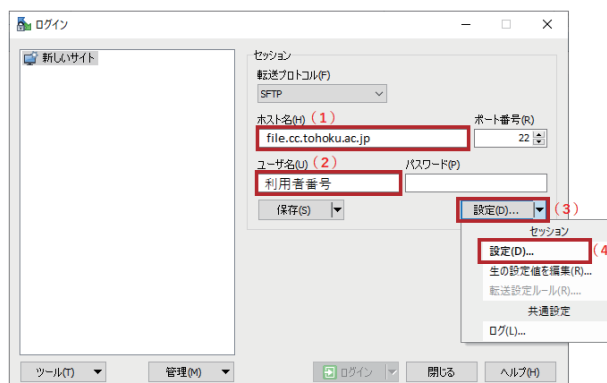 ログイン
新しいサイト
セッション
転送プロトコル(F)
SFTP
ホスト名(H) (1) ポート番号(R)
file.cc.tohoku.ac.jp 22
ユーザ名(U) (2) パスワード(P)
利用者番号
保存(S) 設定(D)... (3)
セッション
設定(D)... (4
生の設定値を編集(R)...
転送設定ルール(R)....
共通設定
ログ(L)...
ツール(T) 管理(M) ログイン 閉じる ヘルプ(H)